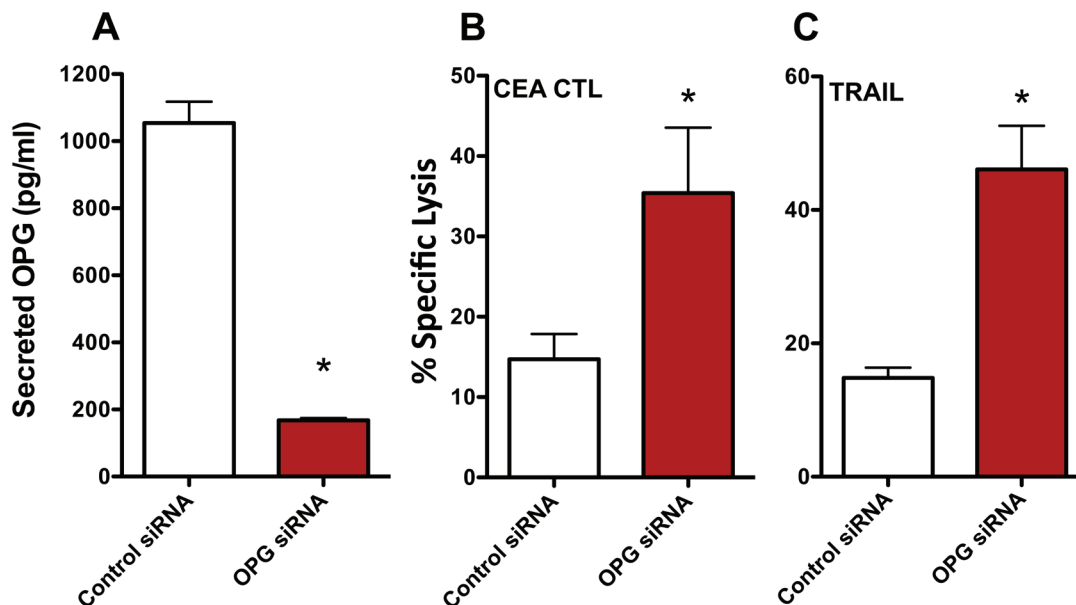 A
Secreted OPG (pg/ml)
1200
1000
800
600
400
200
0
*
Control siRNA
OPG siRNA
B
% Specific Lysis
50
40
30
20
10
0
CEA CTL
*
Control siRNA
OPG siRNA
C
60
40
20
0
TRAIL
*
Control siRNA
OPG siRNA